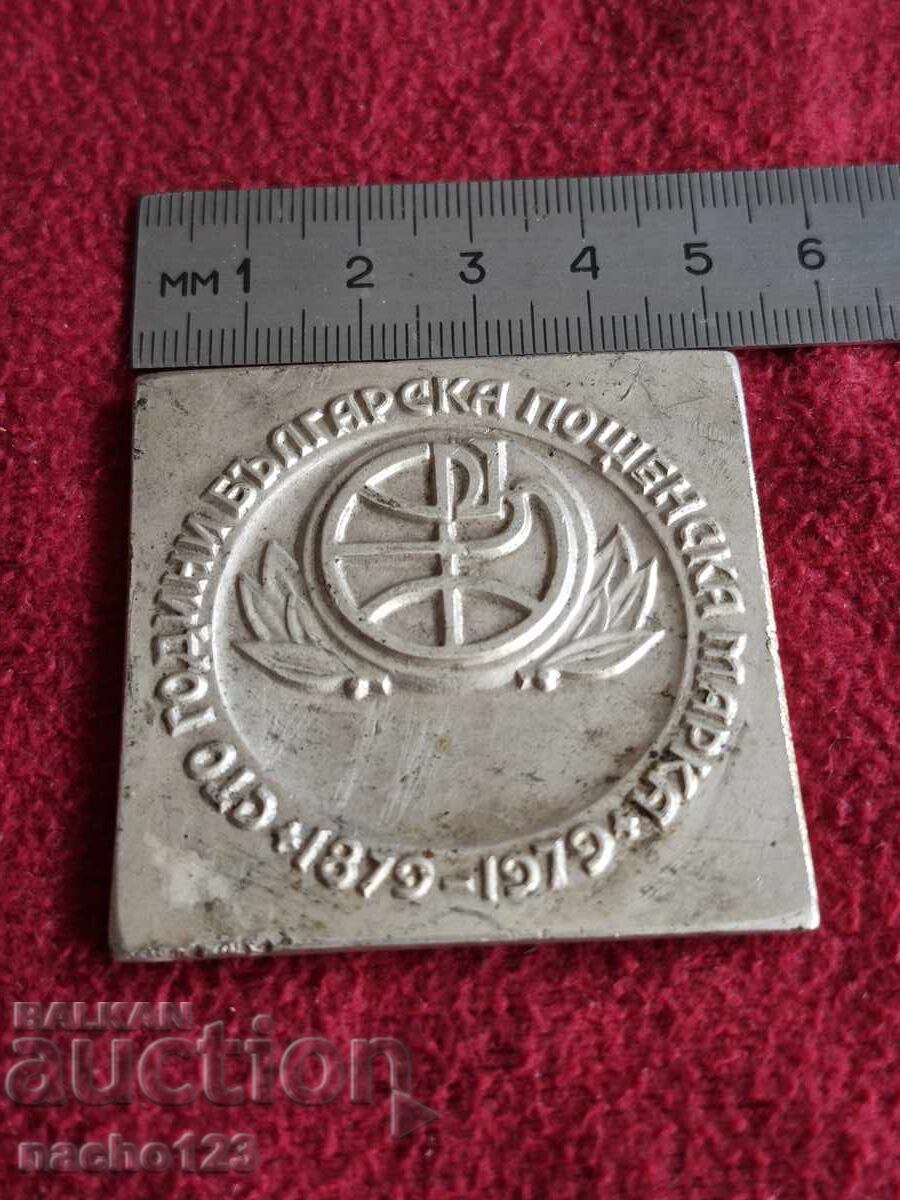 мм 1 2 3 4 5 6
СТО ГОДИНИ БЪЛГАРСКА ПОЩЕНСКА МАРКА
•1879–1979•
BALKAN
auction
nacho123